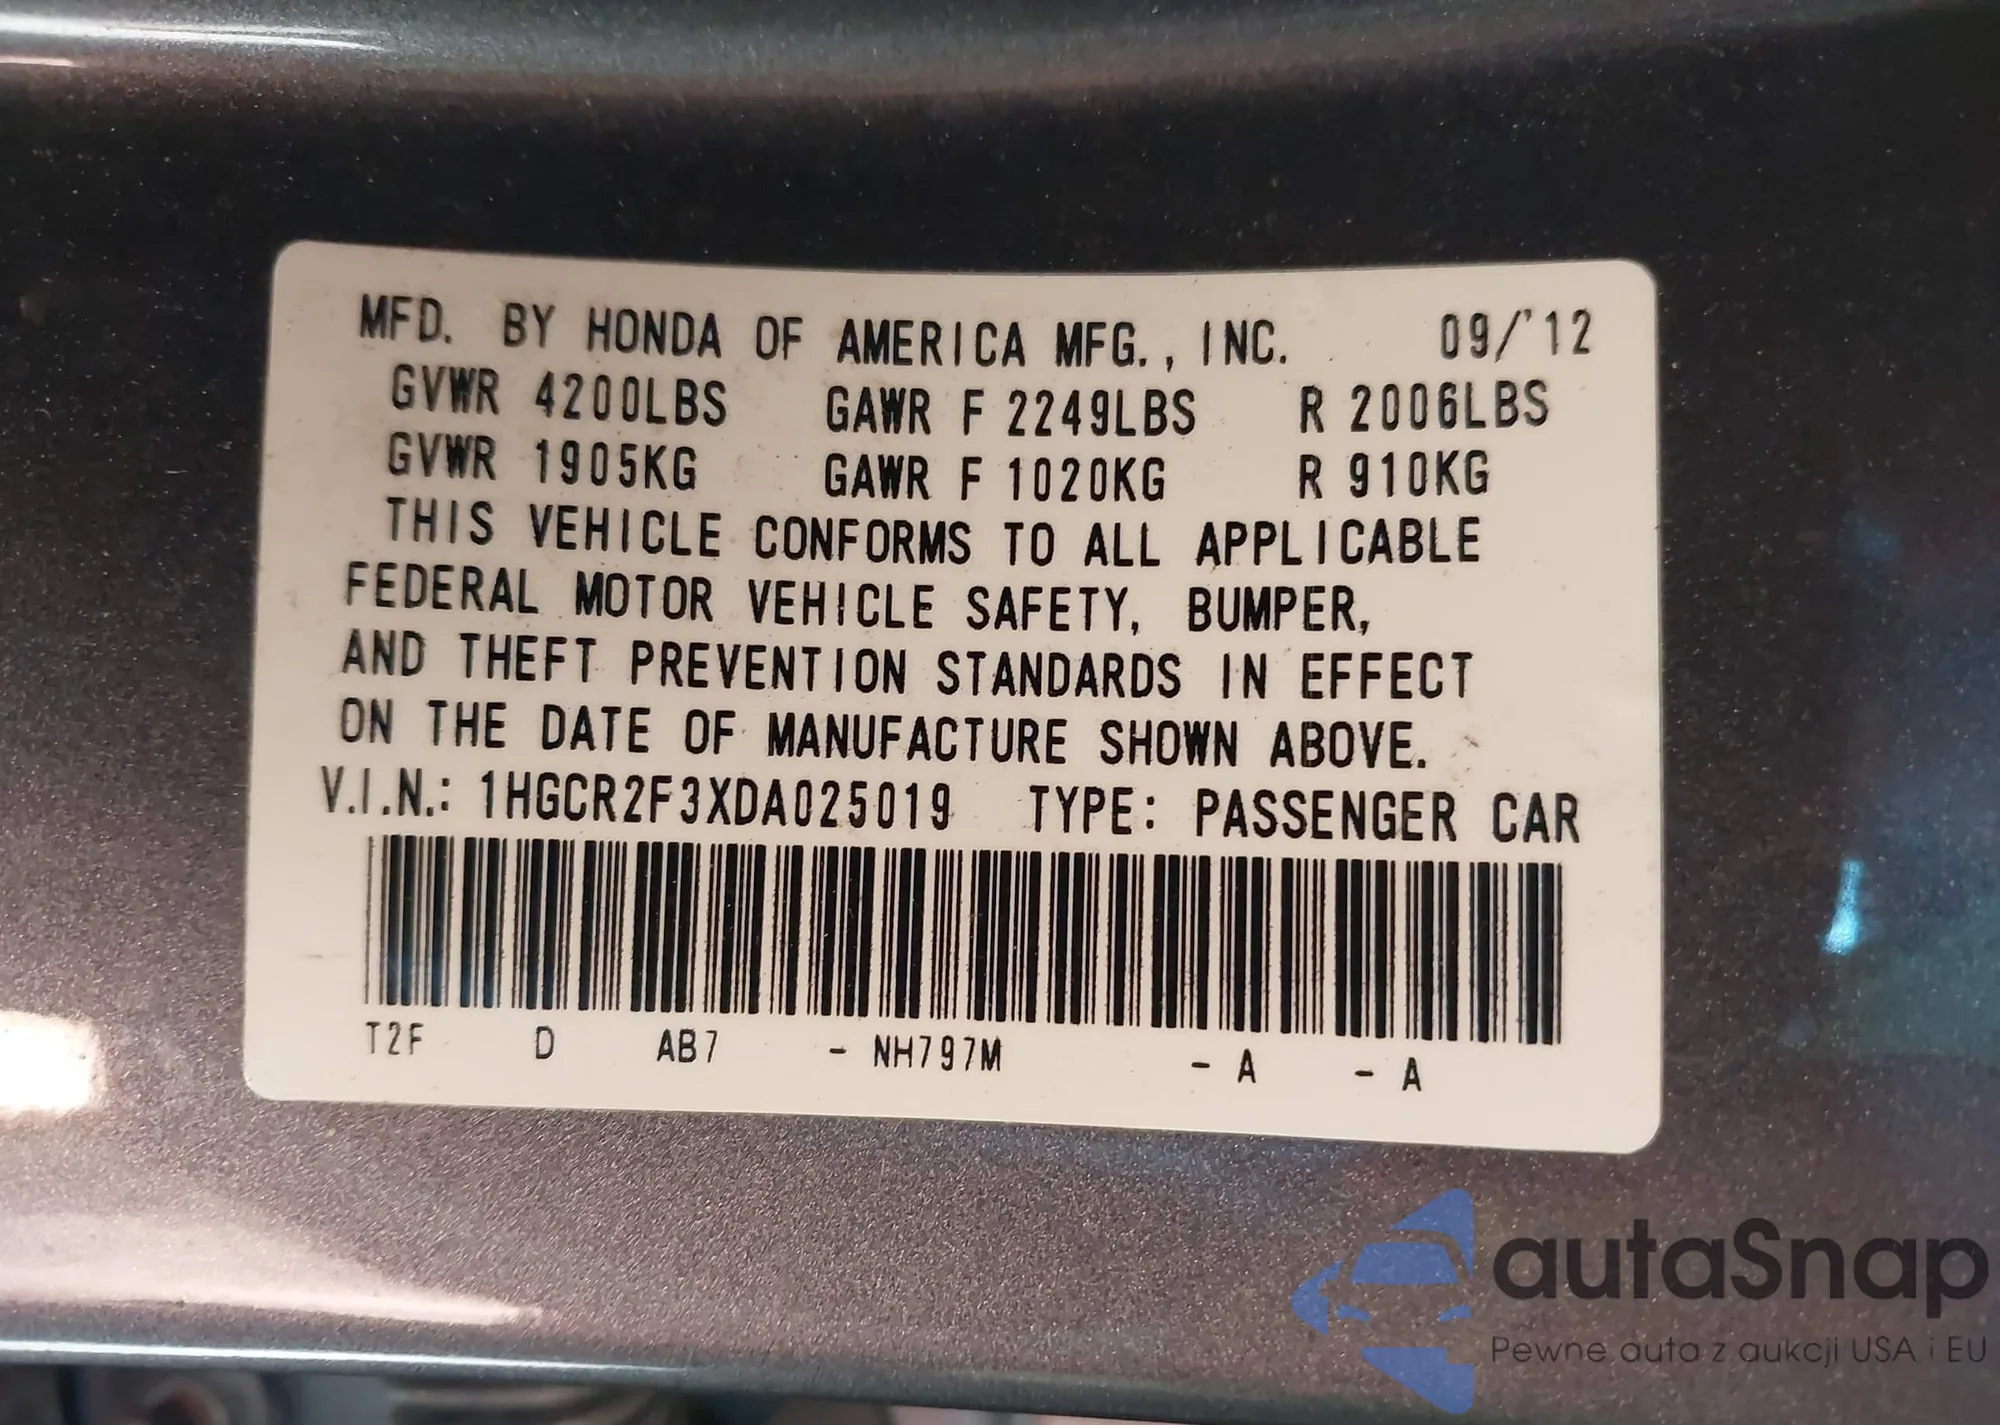 MFD. BY HONDA OF AMERICA MFG., INC. 09/'12
GVWR 4200LBS GAWR F 2249LBS R 2006LBS
GVWR 1905KG GAWR F 1020KG R 910KG
THIS VEHICLE CONFORMS TO ALL APPLICABLE
FEDERAL MOTOR VEHICLE SAFETY, BUMPER,
AND THEFT PREVENTION STANDARDS IN EFFECT
ON THE DATE OF MANUFACTURE SHOWN ABOVE.
V.I.N.: 1HGCR2F3XDA025019 TYPE: PASSENGER CAR
T2F D AB7 - NH797M - A - A
autaSnap
Pewne auta z aukcji USA i EU